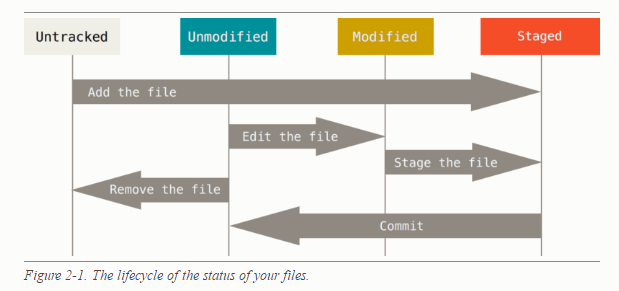 Untracked
Unmodified
Modified
Staged
Add the file
Edit the file
Stage the file
Remove the file
Commit
Figure 2-1. The lifecycle of the status of your files.